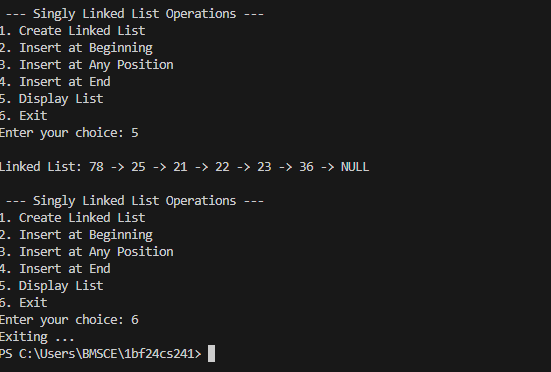 --- Singly Linked List Operations ---
1. Create Linked List
2. Insert at Beginning
3. Insert at Any Position
4. Insert at End
5. Display List
6. Exit
Enter your choice: 5
Linked List: 78 -> 25 -> 21 -> 22 -> 23 -> 36 -> NULL
--- Singly Linked List Operations ---
1. Create Linked List
2. Insert at Beginning
3. Insert at Any Position
4. Insert at End
5. Display List
6. Exit
Enter your choice: 6
Exiting ...
PS C:\Users\BMSCE\1bf24cs241>